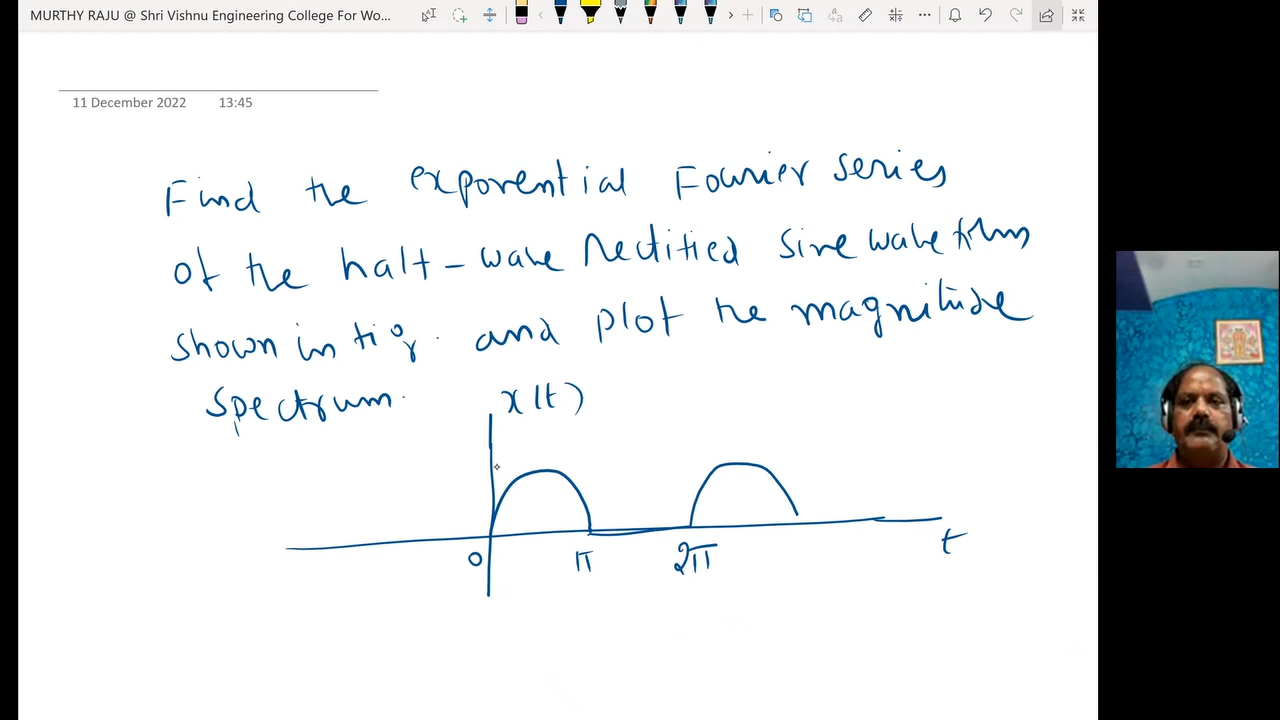 MURTHY RAJU @ Shri Vishnu Engineering College For Wo...
11 December 2022 13:45
Find the exponential Fourier series
of the half-wave Rectified sine wave form
shown in fig. and plot the magnitude
spectrum.
x(t)
0 π 2π t